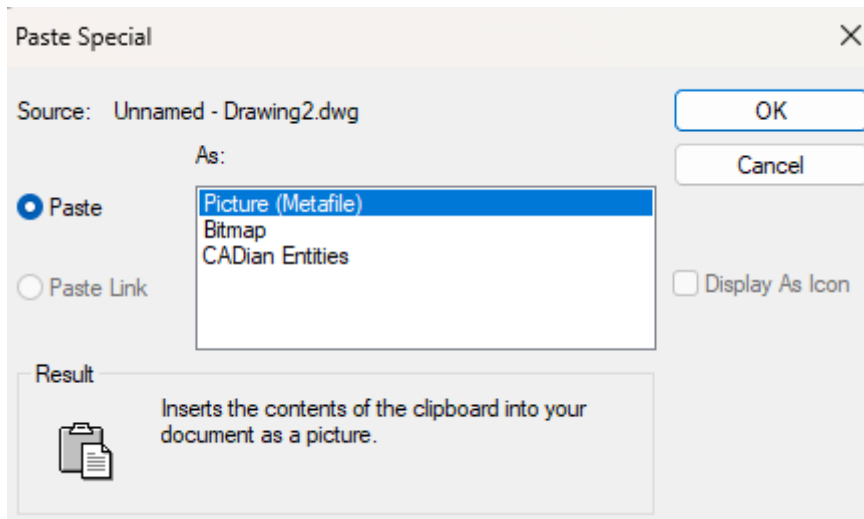 Paste Special
Source: Unnamed - Drawing2.dwg
OK
As:
Cancel
Paste
Picture (Metafile)
Bitmap
CADian Entities
Paste Link
Display As Icon
Result
Inserts the contents of the clipboard into your
document as a picture.